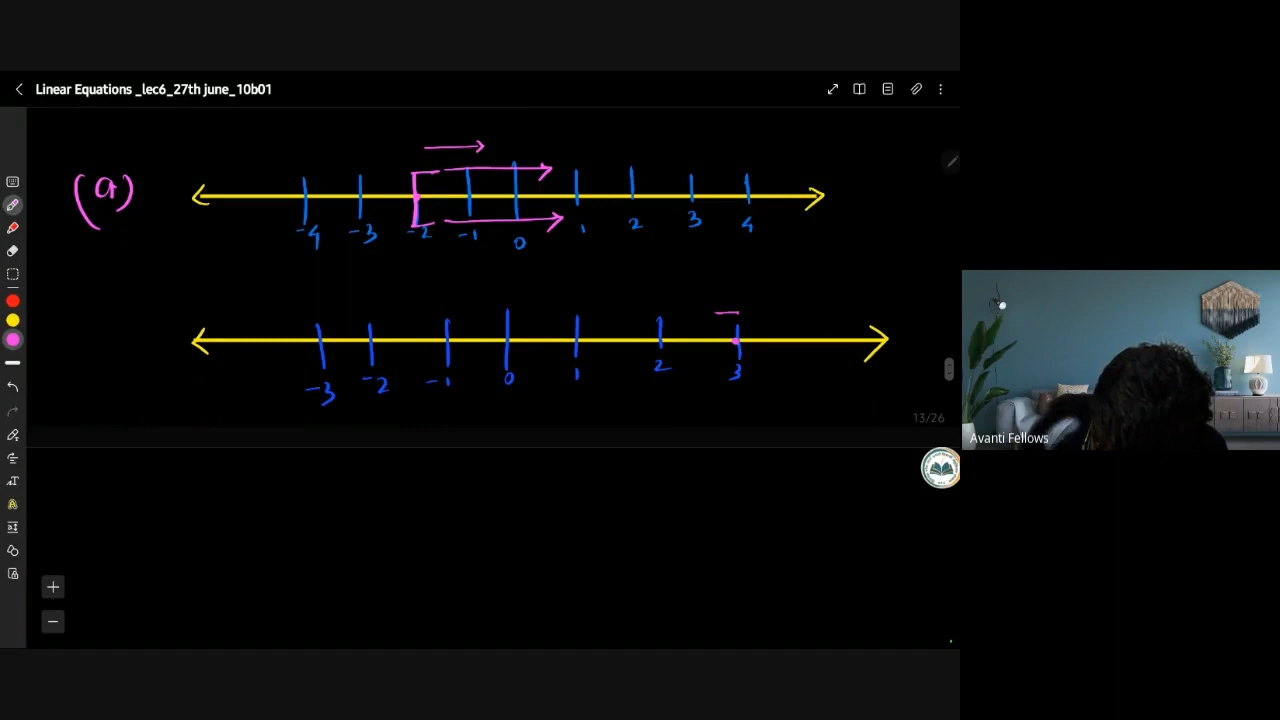 Linear Equations _lec6_27th june_10b01
(a)
-4 -3 -2 -1 0 1 2 3 4
-3 -2 -1 0 1 2 3
13/26
Avanti Fellows